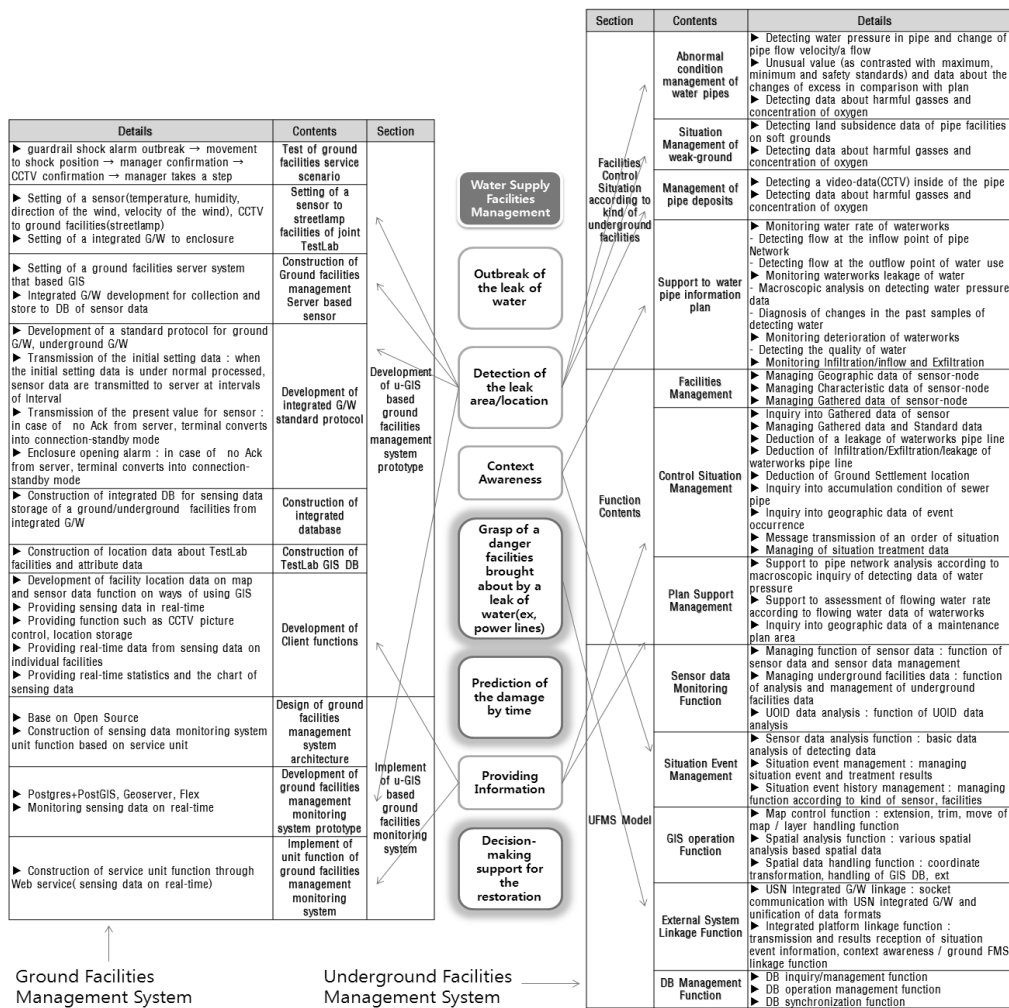 Details
Contents
Section
► guardrail shock alarm outbreak → movement
to shock position → manager confirmation →
CCTV confirmation → manager takes a step
Test of ground
facilities service
scenario
► Setting of a sensor(temperature, humidity,
direction of the wind, velocity of the wind), CCTV
to ground facilities(streetlamp)
► Setting of a integrated G/W to enclosure
Setting of a
sensor to
streetlamp
facilities of joint
TestLab
► Setting of a ground facilities server system
that based GIS
► Integrated G/W development for collection and
store to DB of sensor data
Construction of
Ground facilities
management
Server based
sensor
► Development of a standard protocol for ground
G/W, underground G/W
► Transmission of the initial setting data : when
the initial setting data is under normal processed,
sensor data are transmitted to server at intervals
of Interval
► Transmission of the present value for sensor :
in case of no Ack from server, terminal converts
into connection-standby mode
► Enclosure opening alarm : in case of no Ack
from server, terminal converts into connection-
standby mode
Development of
integrated G/W
standard protocol
► Construction of integrated DB for sensing data
storage of a ground/underground facilities from
integrated G/W
Construction of
integrated
database
► Construction of location data about TestLab
facilities and attribute data
Construction of
TestLab GIS DB
► Development of facility location data on map
and sensor data function on ways of using GIS
► Providing sensing data in real-time
► Providing function such as CCTV picture
control, location storage
► Providing real-time data from sensing data on
individual facilities
► Providing real-time statistics and the chart of
sensing data
Development of
Client functions
Development of
u-GIS
based
ground
facilities
management
system
prototype
► Base on Open Source
► Construction of sensing data monitoring system
unit function based on service unit
Design of ground
facilities
management
system
architecture
► Postgres+PostGIS, Geoserver, Flex
► Monitoring sensing data on real-time
Development of
ground facilities
management
monitoring
system prototype
► Construction of service unit function through
Web service( sensing data on real-time)
Implement of
unit function of
ground facilities
management
monitoring
system
Implement
of u-GIS
based
ground
facilities
monitoring
system
Ground Facilities
Management System
Water Supply
Facilities
Management
Outbreak of
the leak of
water
Detection of
the leak
area/location
Context
Awareness
Grasp of a
danger
facilities
brought
about by a
leak of
water(ex,
power lines)
Prediction of
the damage
by time
Providing
Information
Decision-
making
support for
the
restoration
Underground Facilities
Management System
Section
Contents
Details
Facilities
Control
Situation
according to
kind of
underground
facilities
Abnormal
condition
management of
water pipes
► Detecting water pressure in pipe and change of
pipe flow velocity/a flow
► Unusual value (as contrasted with maximum,
minimum and safety standards) and data about the
changes of excess in comparison with plan
► Detecting data about harmful gasses and
concentration of oxygen
Situation
Management of
weak-ground
► Detecting land subsidence data of pipe facilities
on soft grounds
► Detecting data about harmful gasses and
concentration of oxygen
Management of
pipe deposits
► Detecting a video-data(CCTV) inside of the pipe
► Detecting data about harmful gasses and
concentration of oxygen
Support to water
pipe information
plan
► Monitoring water rate of waterworks
- Detecting flow at the inflow point of pipe
Network
- Detecting flow at the outflow point of water use
► Monitoring waterworks leakage of water
- Macroscopic analysis on detecting water pressure
data
- Diagnosis of changes in the past samples of
detecting water
► Monitoring deterioration of waterworks
- Detecting the quality of water
► Monitoring Infiltration/inflow and Exfiltration
Function
Contents
Facilities
Management
► Managing Geographic data of sensor-node
► Managing Characteristic data of sensor-node
► Managing Gathered data of sensor-node
Control Situation
Management
► Inquiry into Gathered data of sensor
► Managing Gathered data and Standard data
► Deduction of a leakage of waterworks pipe line
► Deduction of Infiltration/Exfiltration/leakage of
waterworks pipe line
► Deduction of Ground Settlement location
► Inquiry into accumulation condition of sewer
pipe
► Inquiry into geographic data of event
occurrence
► Message transmission of an order of situation
► Managing of situation treatment data
Plan Support
Management
► Support to pipe network analysis according to
macroscopic inquiry of detecting data of water
pressure
► Support to assessment of flowing water rate
according to flowing water data of waterworks
► Inquiry into geographic data of a maintenance
plan area
UFMS Model
Sensor data
Monitoring
Function
► Managing function of sensor data : function of
sensor data and sensor data management
► Managing underground facilities data : function
of analysis and management of underground
facilities data
► UOID data analysis : function of UOID data
analysis
Situation Event
Management
► Sensor data analysis function : basic data
analysis of detecting data
► Situation event management : managing
situation event and treatment results
► Situation event history management : managing
function according to kind of sensor, facilities
GIS operation
Function
► Map control function : extension, trim, move of
map / layer handling function
► Spatial analysis function : various spatial
analysis based spatial data
► Spatial data handling function : coordinate
transformation, handling of GIS DB, ext
External System
Linkage Function
► USN Integrated G/W linkage : socket
communication with USN integrated G/W and
unification of data formats
► Integrated platform linkage function :
transmission and results reception of situation
event information, context awareness / ground FMS
linkage function
DB Management
Function
► DB inquiry/management function
► DB operation management function
► DB synchronization function